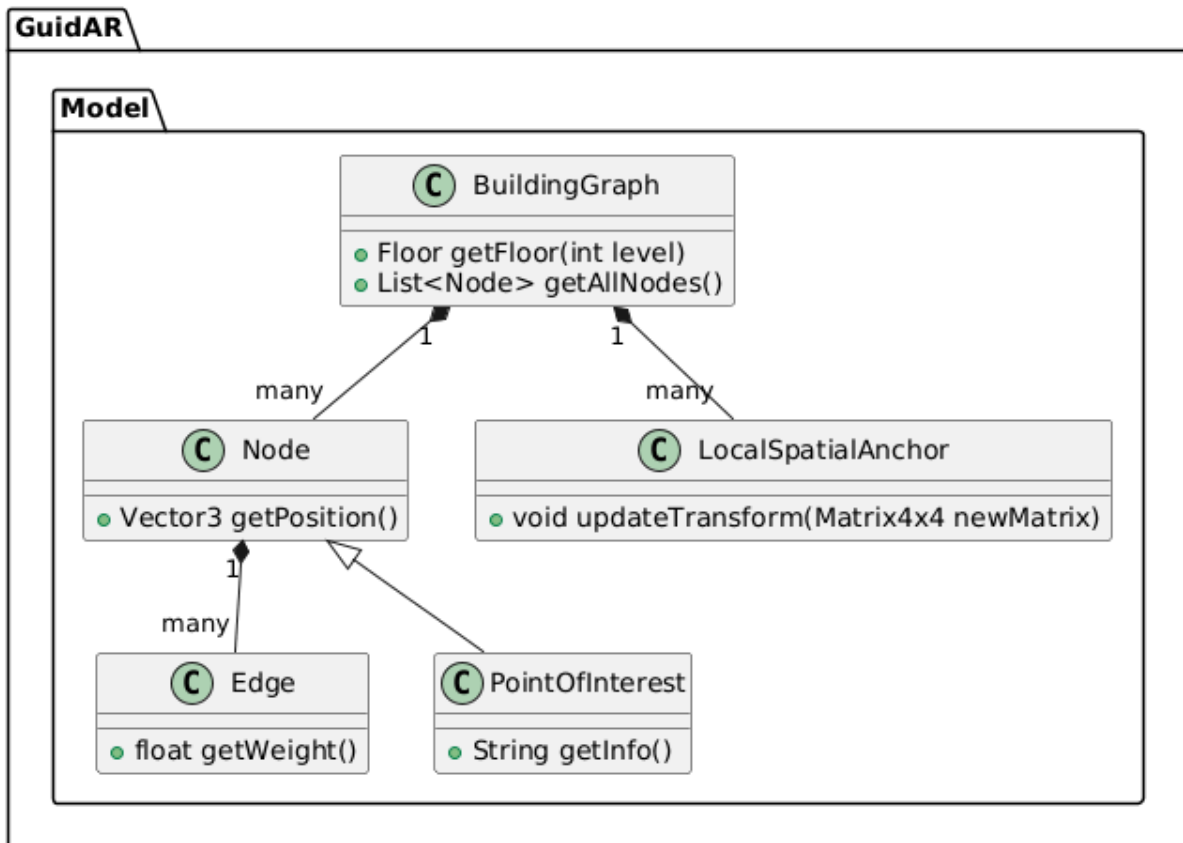 GuidAR
Model
C BuildingGraph
Floor getFloor(int level)
List<Node> getAllNodes()
1
1
many
many
C Node
Vector3 getPosition()
C LocalSpatialAnchor
void updateTransform(Matrix4x4 newMatrix)
1
many
C Edge
float getWeight()
C PointOfInterest
String getInfo()